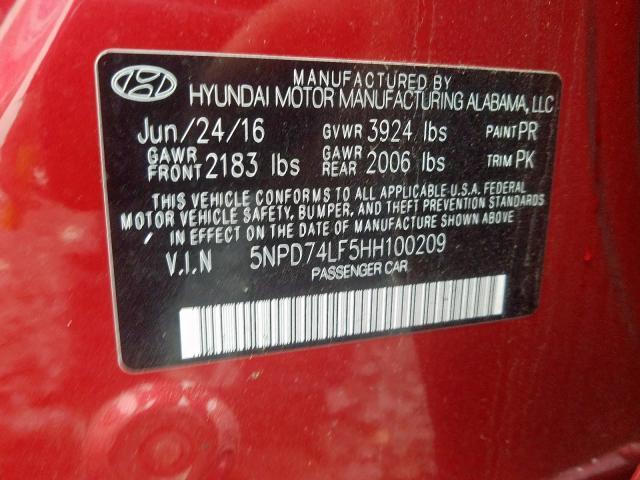 MANUFACTURED BY
HYUNDAI MOTOR MANUFACTURING ALABAMA, LLC
Jun/24/16 GVWR 3924 lbs PAINT PR
GAWR FRONT 2183 lbs GAWR REAR 2006 lbs TRIM PK
THIS VEHICLE CONFORMS TO ALL APPLICABLE U.S.A. FEDERAL
MOTOR VEHICLE SAFETY, BUMPER, AND THEFT PREVENTION STANDARDS
IN EFFECT ON THE DATE OF MANUFACTURE SHOWN ABOVE
V.I.N 5NPD74LF5HH100209
PASSENGER CAR